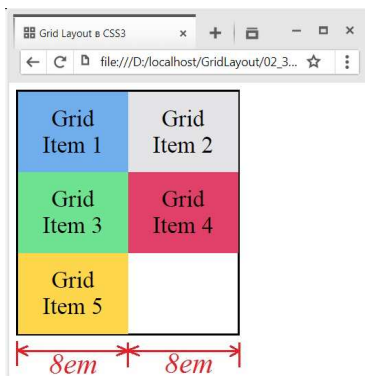 Grid Layout в CSS3
file:///D:/localhost/GridLayout/02_3...
Grid
Item 1
Grid
Item 2
Grid
Item 3
Grid
Item 4
Grid
Item 5
8em
8em